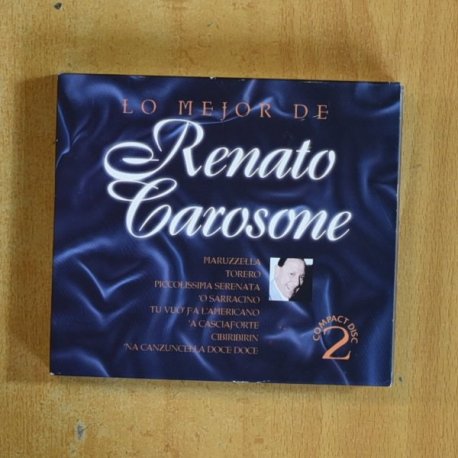 LO MEJOR DE
Renato
Carosone
MARUZZELLA
TORERO
PICCOLISSIMA SERENATA
'O SARRACINO
TU VUO' F'A L'AMERICANO
'A CASCIAFORTE
CIBIRIBIRIN
'NA CANZUNCELLA DOCE DOCE
COMPACT DISC
2